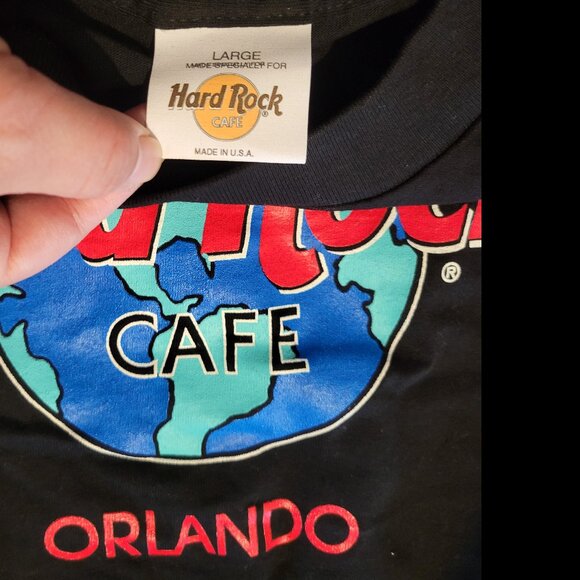 LARGE
MADE SPECIALLY FOR
Hard Rock
CAFE
MADE IN U.S.A.
®
CAFE
ORLANDO